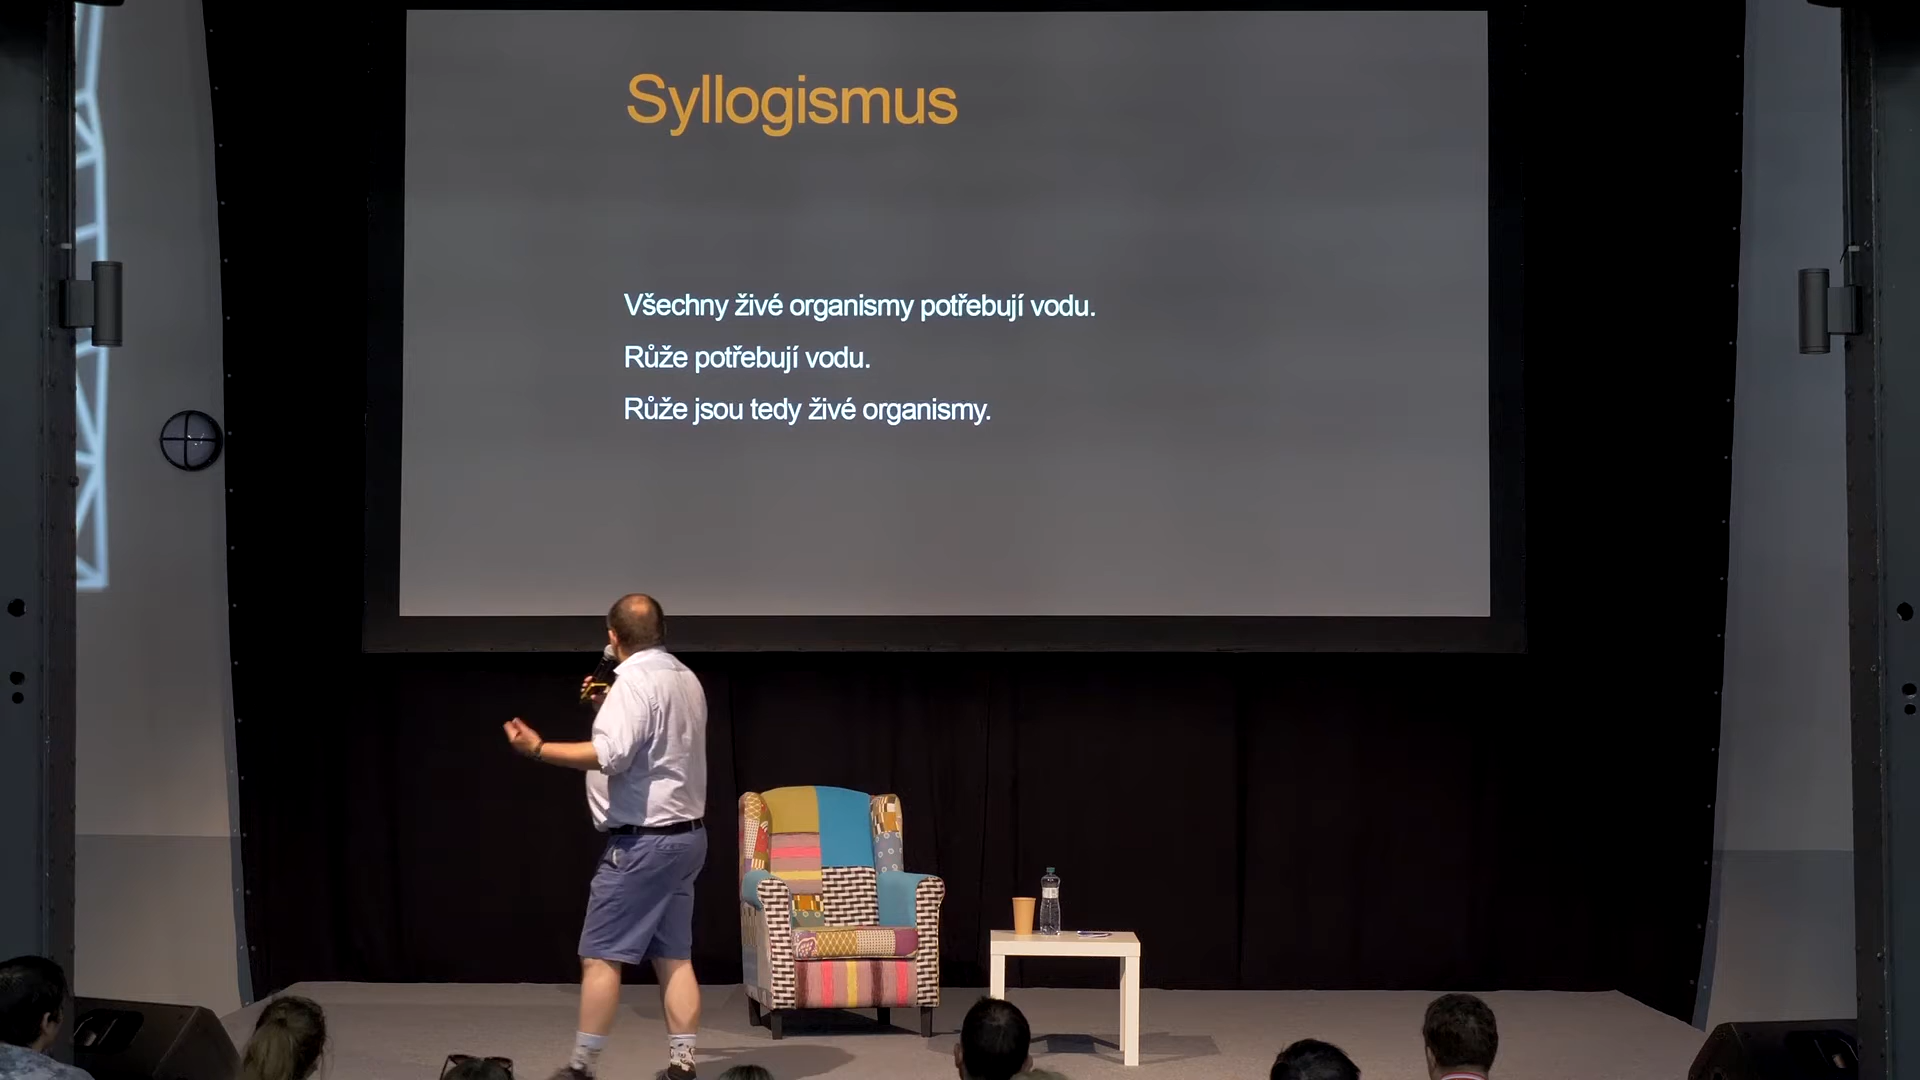 Syllogismus
Všechny živé organismy potřebují vodu.
Růže potřebují vodu.
Růže jsou tedy živé organismy.